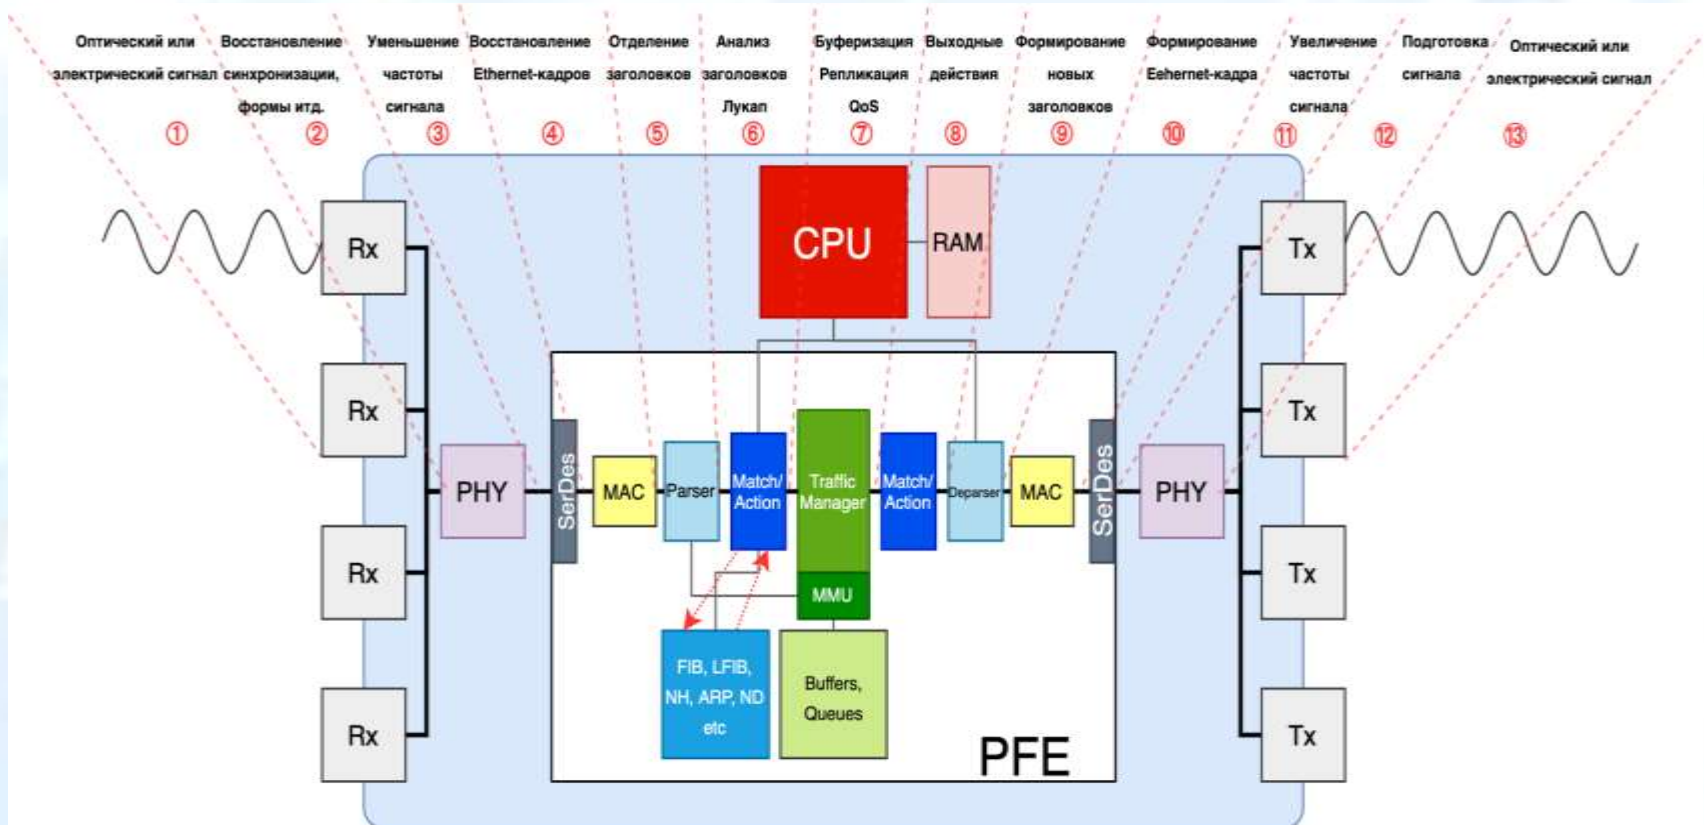 Оптический или
электрический сигнал
①
Восстановление
синхронизации,
формы итд.
②
Уменьшение
частоты
сигнала
③
Восстановление
Ethernet-кадров
④
Отделение
заголовков
⑤
Анализ
заголовков
Лукап
⑥
Буферизация
Репликация
QoS
⑦
Выходные
действия
⑧
Формирование
новых
заголовков
⑨
Формирование
Eehernet-кадра
⑩
Увеличение
частоты
сигнала
⑪
Подготовка
сигнала
⑫
Оптический или
электрический сигнал
⑬
Rx
Rx
Rx
Rx
CPU
RAM
PHY
SerDes
MAC
Parser
Match/
Action
Traffic
Manager
MMU
Match/
Action
Deparser
MAC
SerDes
PHY
FIB, LFIB,
NH, ARP, ND
etc
Buffers,
Queues
PFE
Tx
Tx
Tx
Tx